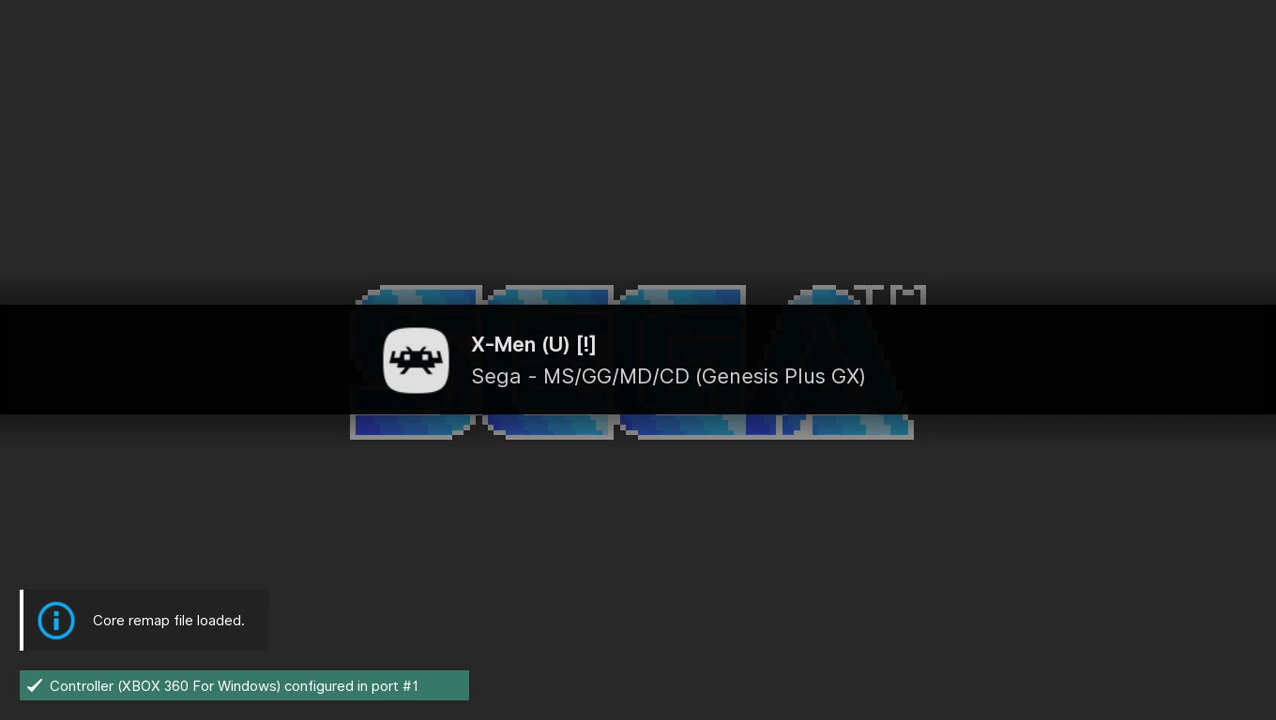 SEGA™
X-Men (U) [!]
Sega - MS/GG/MD/CD (Genesis Plus GX)
Core remap file loaded.
Controller (XBOX 360 For Windows) configured in port #1